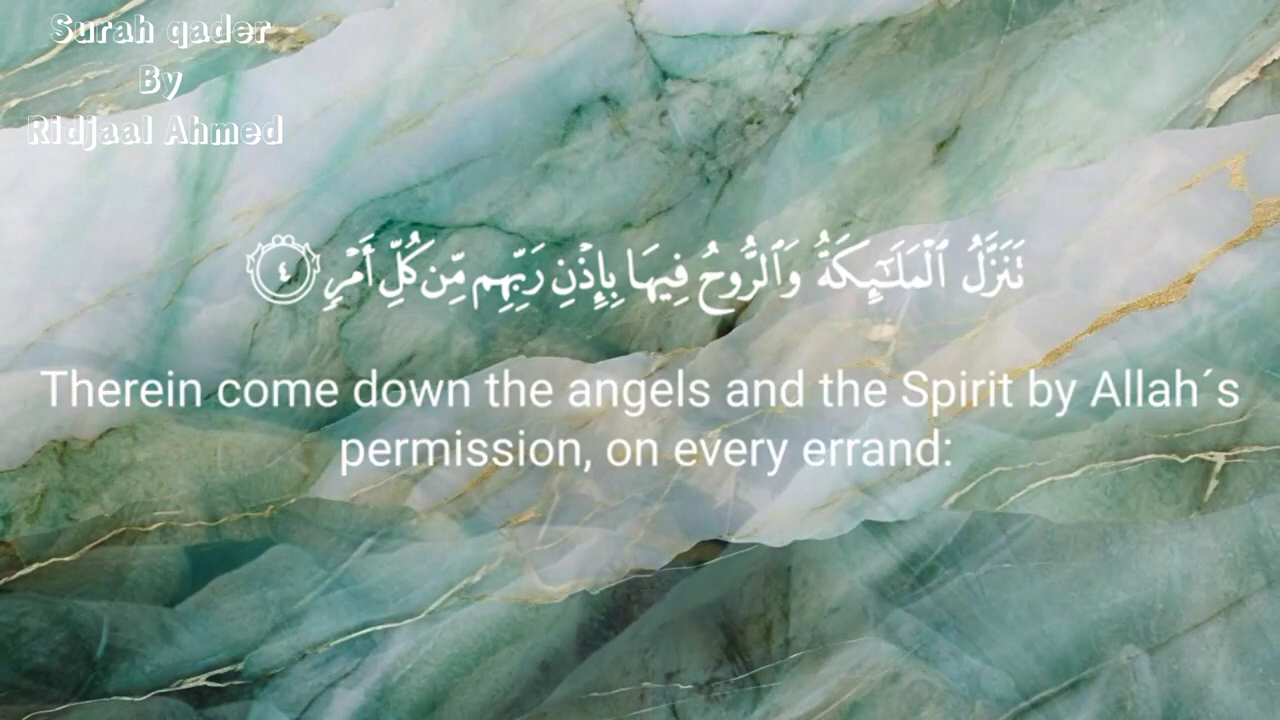 Surah qader
By
Ridjaal Ahmed
تَنَزَّلُ ٱلْمَلَـٰٓئِكَةُ وَٱلرُّوحُ فِيهَا بِإِذْنِ رَبِّهِم مِّن كُلِّ أَمْرٍ ٤
Therein come down the angels and the Spirit by Allah´s
permission, on every errand: